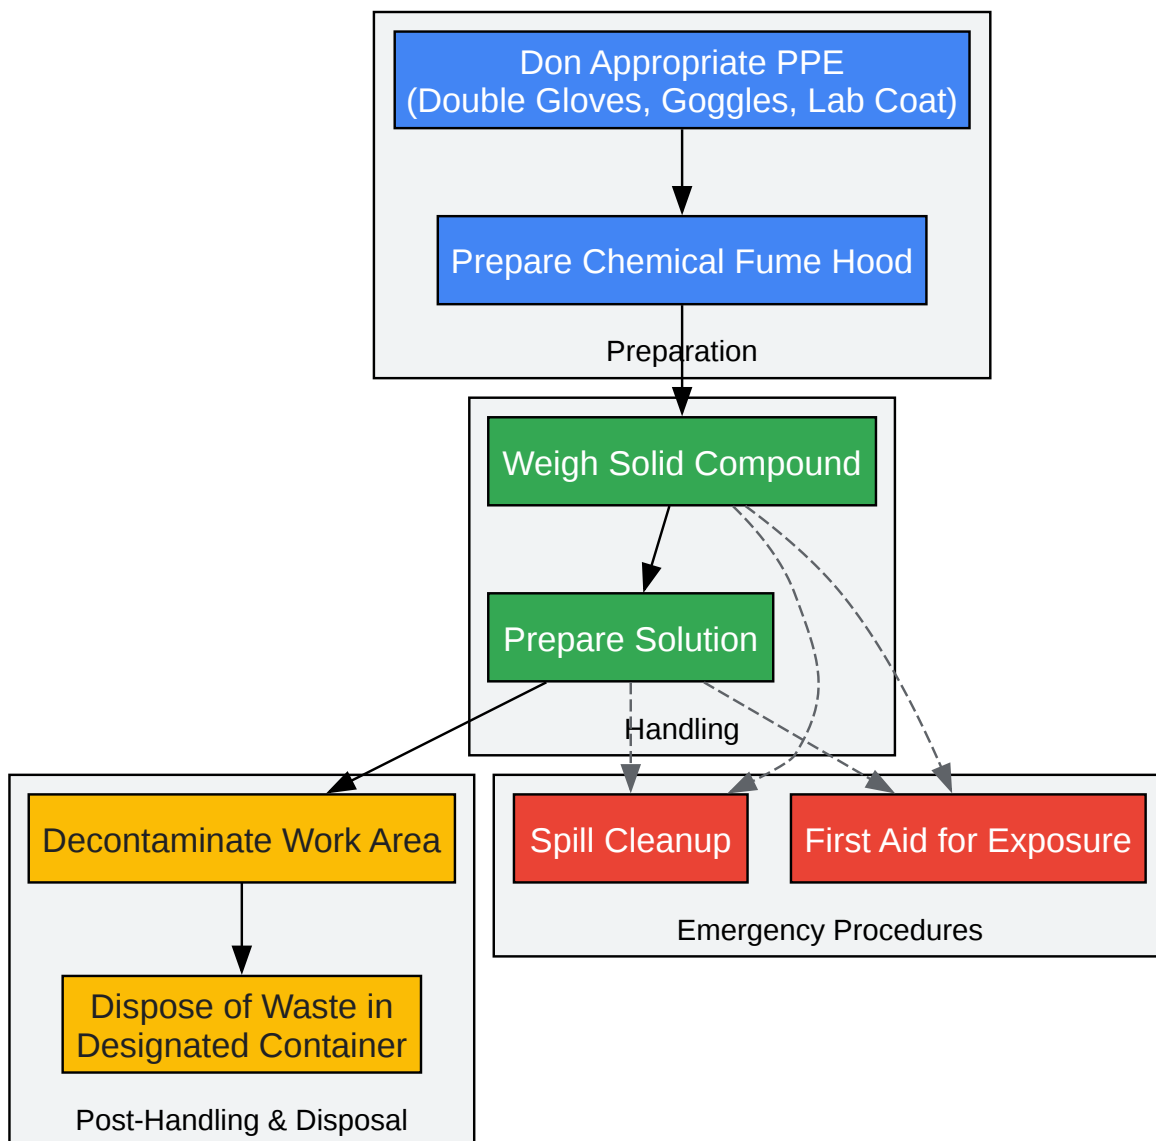 Don Appropriate PPE
(Double Gloves, Goggles, Lab Coat)
Prepare Chemical Fume Hood
Preparation
Weigh Solid Compound
Prepare Solution
Handling
Decontaminate Work Area
Dispose of Waste in
Designated Container
Post-Handling & Disposal
Spill Cleanup
First Aid for Exposure
Emergency Procedures